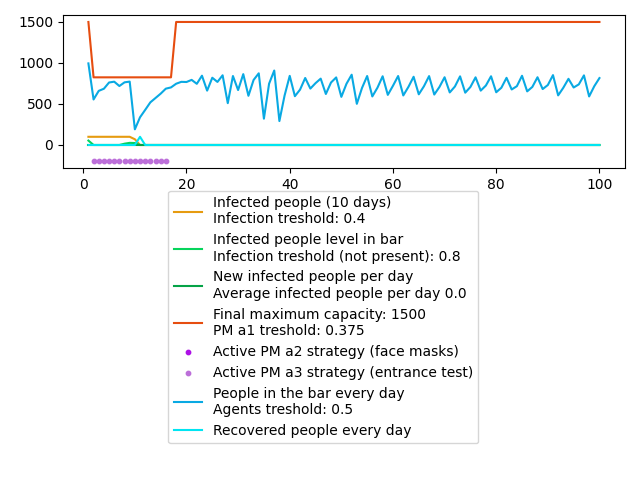 1500
1000
500
0
0 20 40 60 80 100
Infected people (10 days)
Infection treshold: 0.4
Infected people level in bar
Infection treshold (not present): 0.8
New infected people per day
Average infected people per day 0.0
Final maximum capacity: 1500
PM a1 treshold: 0.375
Active PM a2 strategy (face masks)
Active PM a3 strategy (entrance test)
People in the bar every day
Agents treshold: 0.5
Recovered people every day